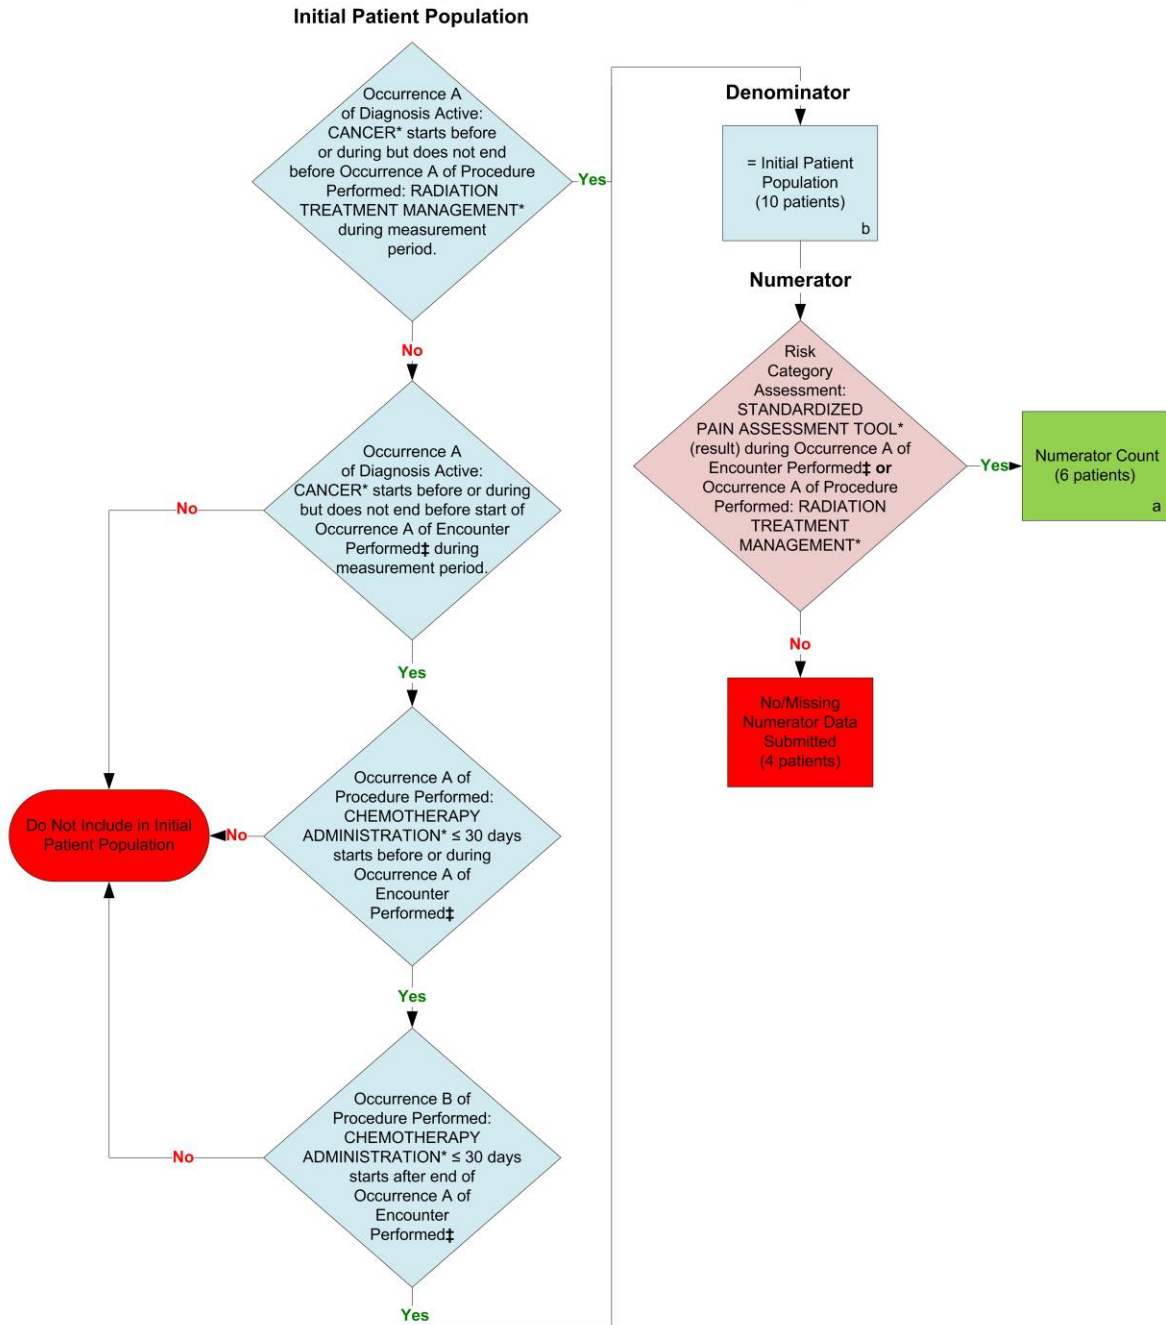 Initial Patient Population
Occurrence A
of Diagnosis Active:
CANCER* starts before
or during but does not end
before Occurrence A of Procedure
Performed: RADIATION
TREATMENT MANAGEMENT*
during measurement
period.
Yes
No
Occurrence A
of Diagnosis Active:
CANCER* starts before or during
but does not end before start of
Occurrence A of Encounter
Performed‡ during
measurement period.
No
Yes
Occurrence A of
Procedure Performed:
CHEMOTHERAPY
ADMINISTRATION* ≤ 30 days
starts before or during
Occurrence A of
Encounter
Performed‡
No
Do Not Include in Initial
Patient Population
Yes
Occurrence B of
Procedure Performed:
CHEMOTHERAPY
ADMINISTRATION* ≤ 30 days
starts after end of
Occurrence A of
Encounter
Performed‡
No
Yes
Denominator
= Initial Patient
Population
(10 patients)
b
Numerator
Risk
Category
Assessment:
STANDARDIZED
PAIN ASSESSMENT TOOL*
(result) during Occurrence A of
Encounter Performed‡ or
Occurrence A of Procedure
Performed: RADIATION
TREATMENT
MANAGEMENT*
Yes
Numerator Count
(6 patients)
a
No
No/Missing
Numerator Data
Submitted
(4 patients)